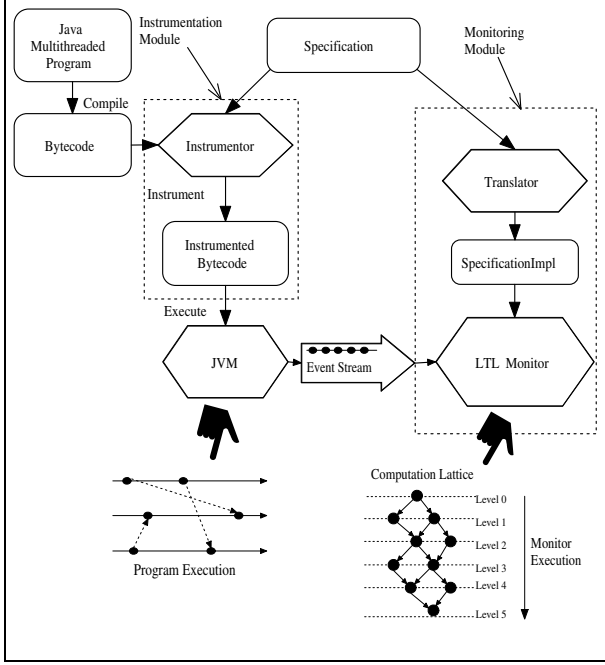 Java
Multithreaded
Program
Instrumentation
Module
Specification
Monitoring
Module
Compile
Bytecode
Instrumentor
Translator
Instrument
Instrumented
Bytecode
SpecificationImpl
Execute
JVM
Event Stream
LTL Monitor
Computation Lattice
Level 0
Level 1
Level 2
Level 3
Level 4
Level 5
Monitor
Execution
Program Execution